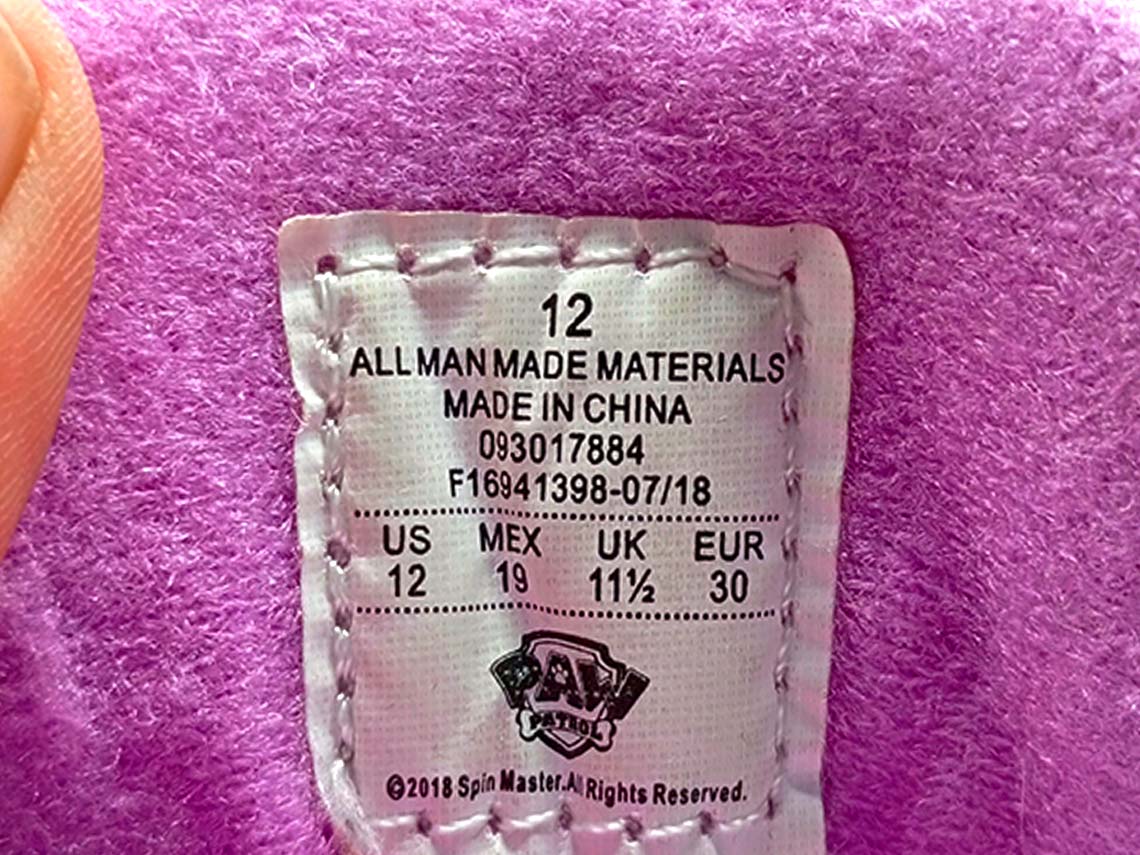 12
ALL MAN MADE MATERIALS
MADE IN CHINA
093017884
F16941398-07/18
US MEX UK EUR
12 19 11½ 30
PAW
PATROL
©2018 Spin Master.All Rights Reserved.